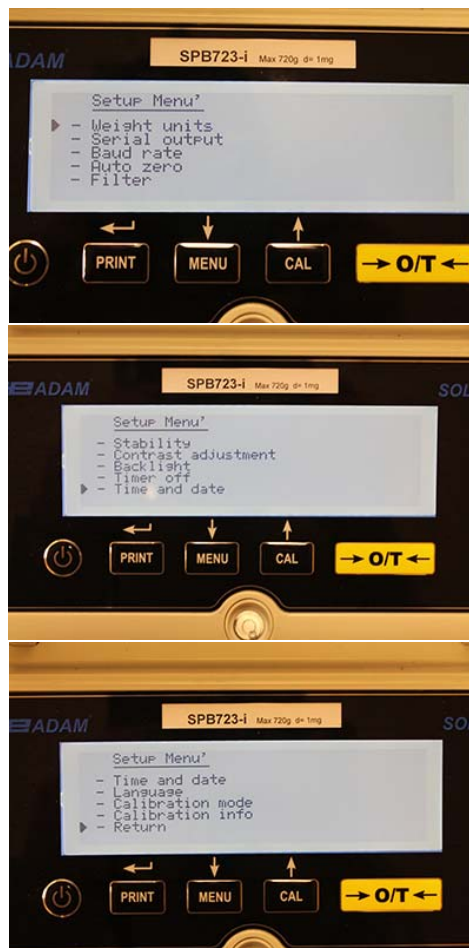 ADAM
SPB723-i Max 720g d= 1mg
Setup Menu'
- Weight units
- Serial output
- Baud rate
- Auto zero
- Filter
PRINT MENU CAL → O/T ←
ADAM SPB723-i Max 720g d= 1mg SOL
Setup Menu'
- Stability
- Contrast adjustment
- Backlight
- Timer off
- Time and date
PRINT MENU CAL → O/T ←
ADAM SPB723-i Max 720g d= 1mg SO
Setup Menu'
- Time and date
- Language
- Calibration mode
- Calibration info
- Return
PRINT MENU CAL → O/T ←